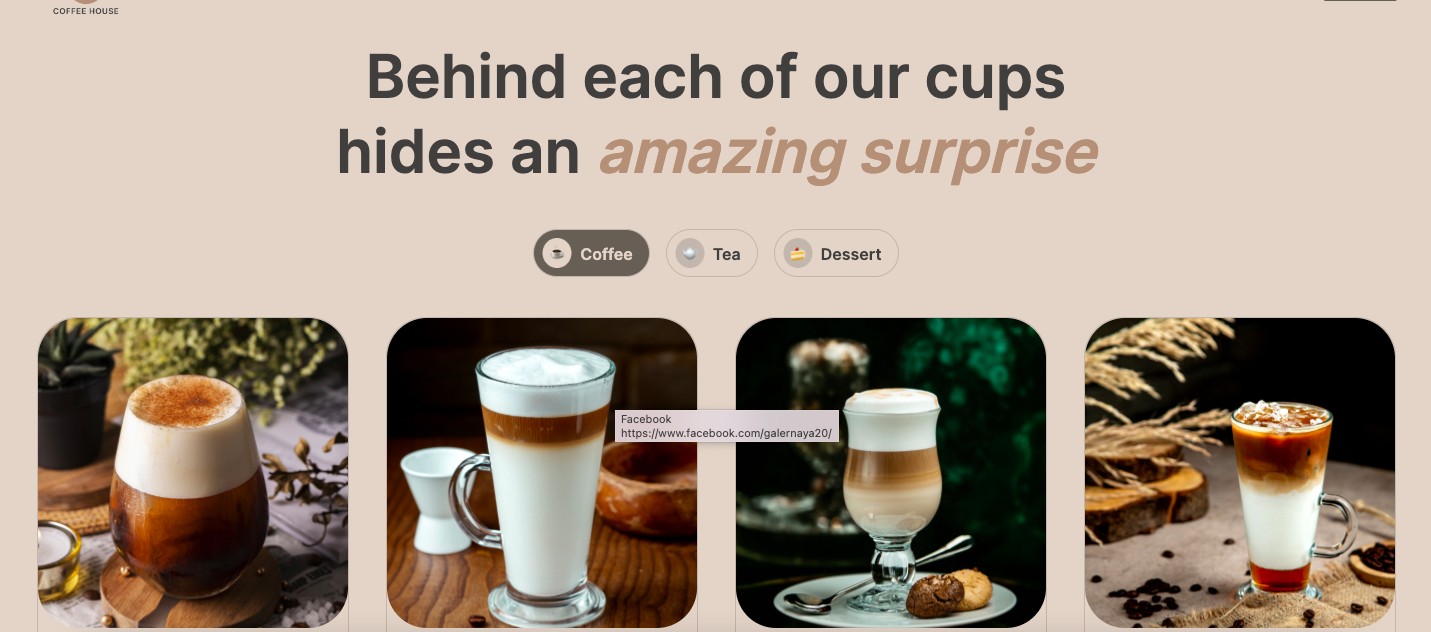 COFFEE HOUSE
Behind each of our cups
hides an amazing surprise
Coffee
Tea
Dessert
Facebook
https://www.facebook.com/galernaya20/